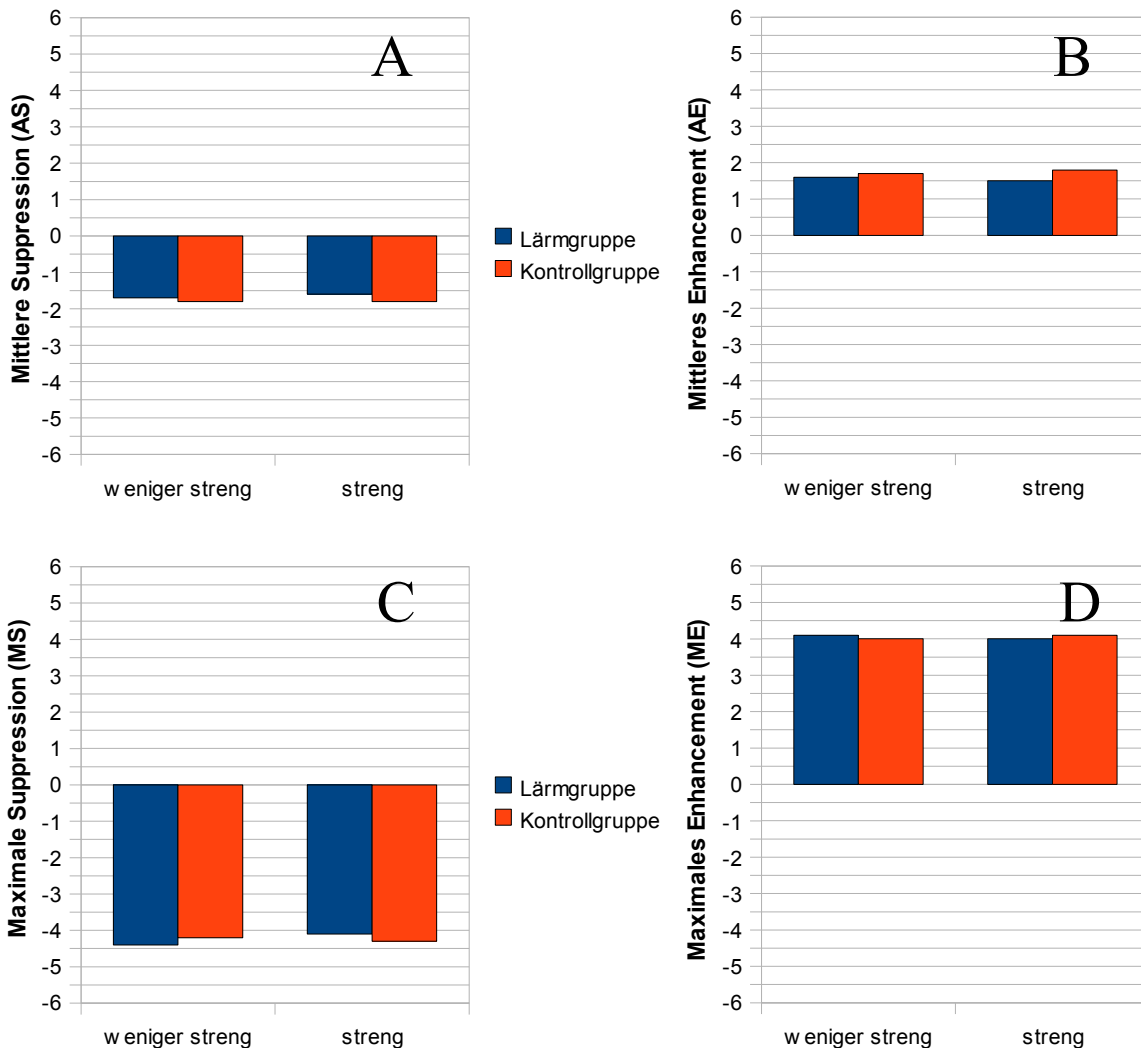 A
Mittlere Suppression (AS)
6
5
4
3
2
1
0
-1
-2
-3
-4
-5
-6
weniger streng
streng
Lärmgruppe
Kontrollgruppe
B
Mittleres Enhancement (AE)
6
5
4
3
2
1
0
-1
-2
-3
-4
-5
-6
weniger streng
streng
C
Maximale Suppression (MS)
6
5
4
3
2
1
0
-1
-2
-3
-4
-5
-6
weniger streng
streng
Lärmgruppe
Kontrollgruppe
D
Maximales Enhancement (ME)
6
5
4
3
2
1
0
-1
-2
-3
-4
-5
-6
weniger streng
streng